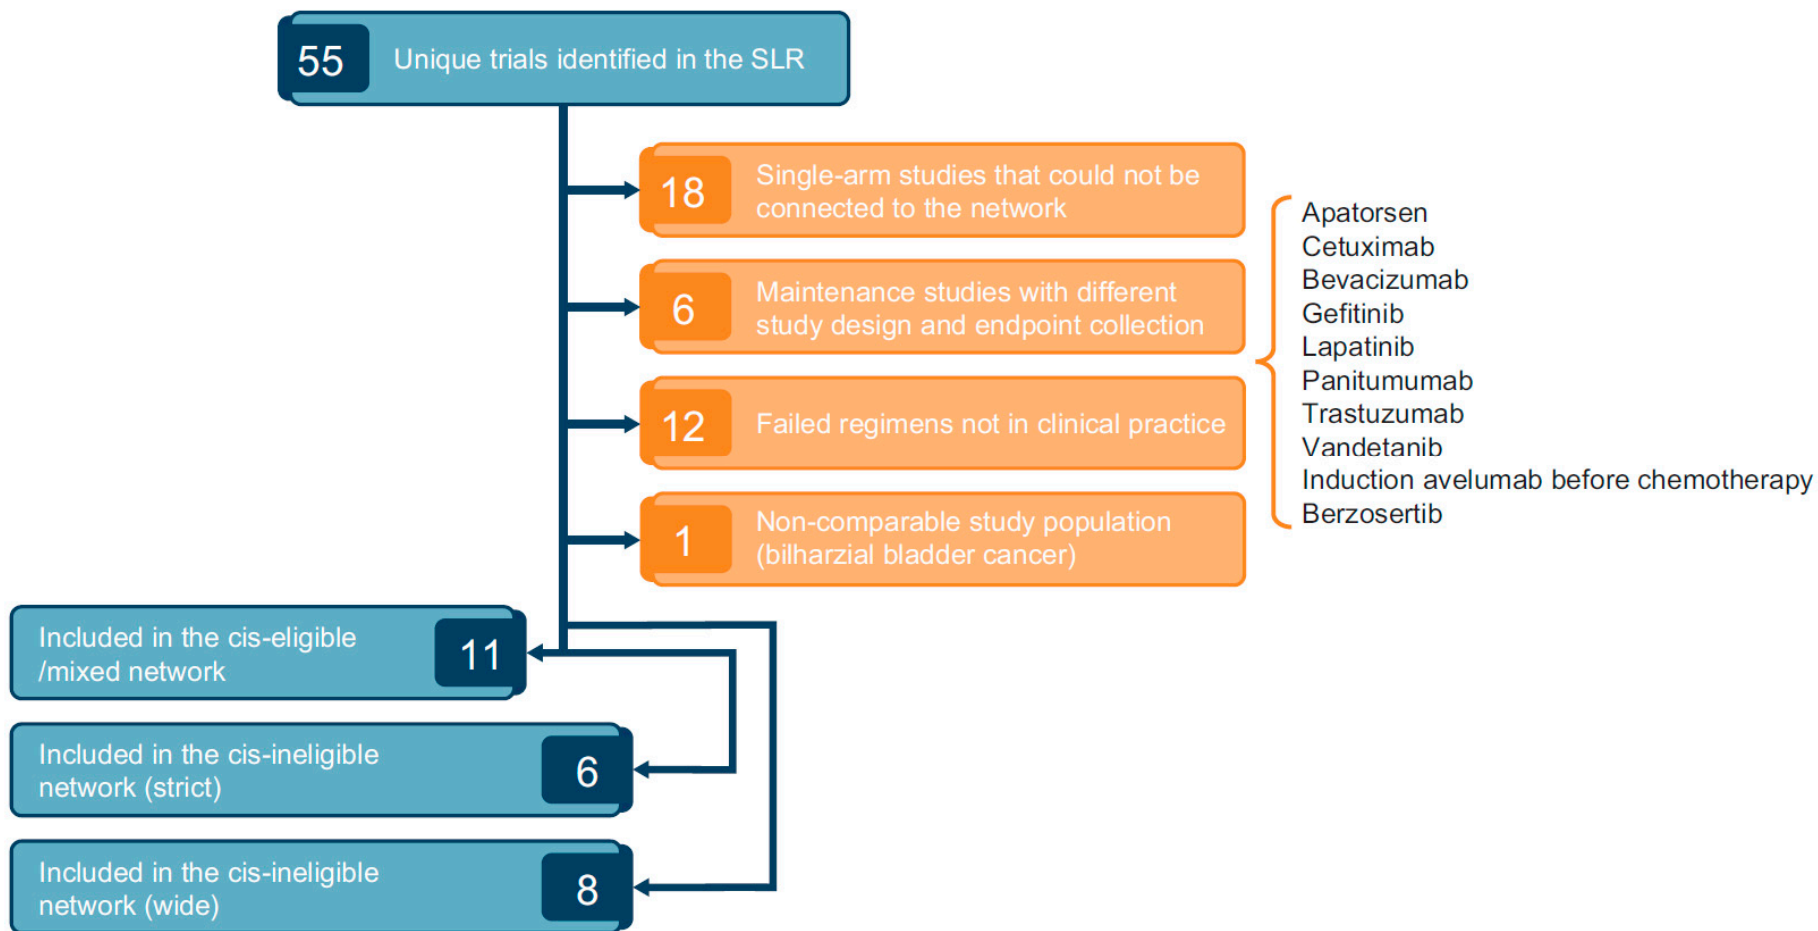 55
Unique trials identified in the SLR
18
Single-arm studies that could not be
connected to the network
6
Maintenance studies with different
study design and endpoint collection
12
Failed regimens not in clinical practice
1
Non-comparable study population
(bilharzial bladder cancer)
Apatorsen
Cetuximab
Bevacizumab
Gefitinib
Lapatinib
Panitumumab
Trastuzumab
Vandetanib
Induction avelumab before chemotherapy
Berzosertib
Included in the cis-eligible
/mixed network
11
Included in the cis-ineligible
network (strict)
6
Included in the cis-ineligible
network (wide)
8